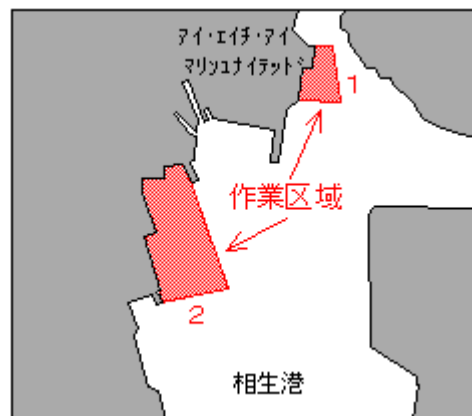 アイ・エイチ・アイ
マリンユナイテッド
1
作業区域
2
相生港